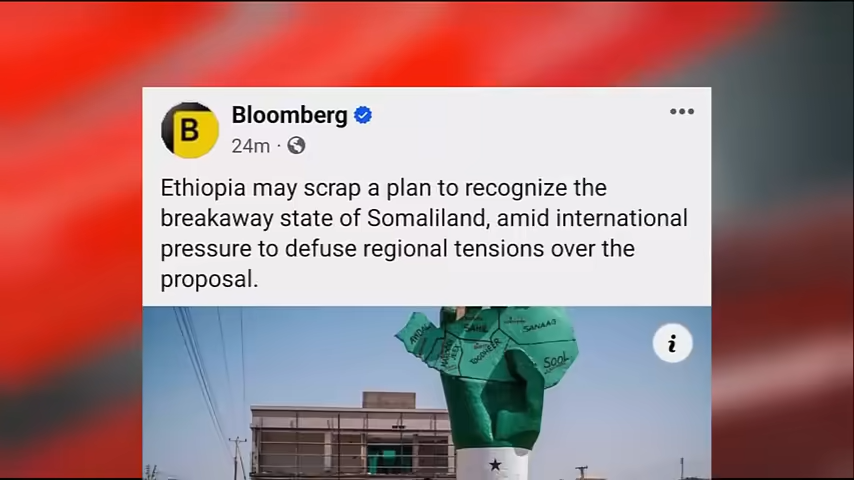 B
Bloomberg
24m ·
Ethiopia may scrap a plan to recognize the
breakaway state of Somaliland, amid international
pressure to defuse regional tensions over the
proposal.
i
SAHIL
SANAAG
SOOL